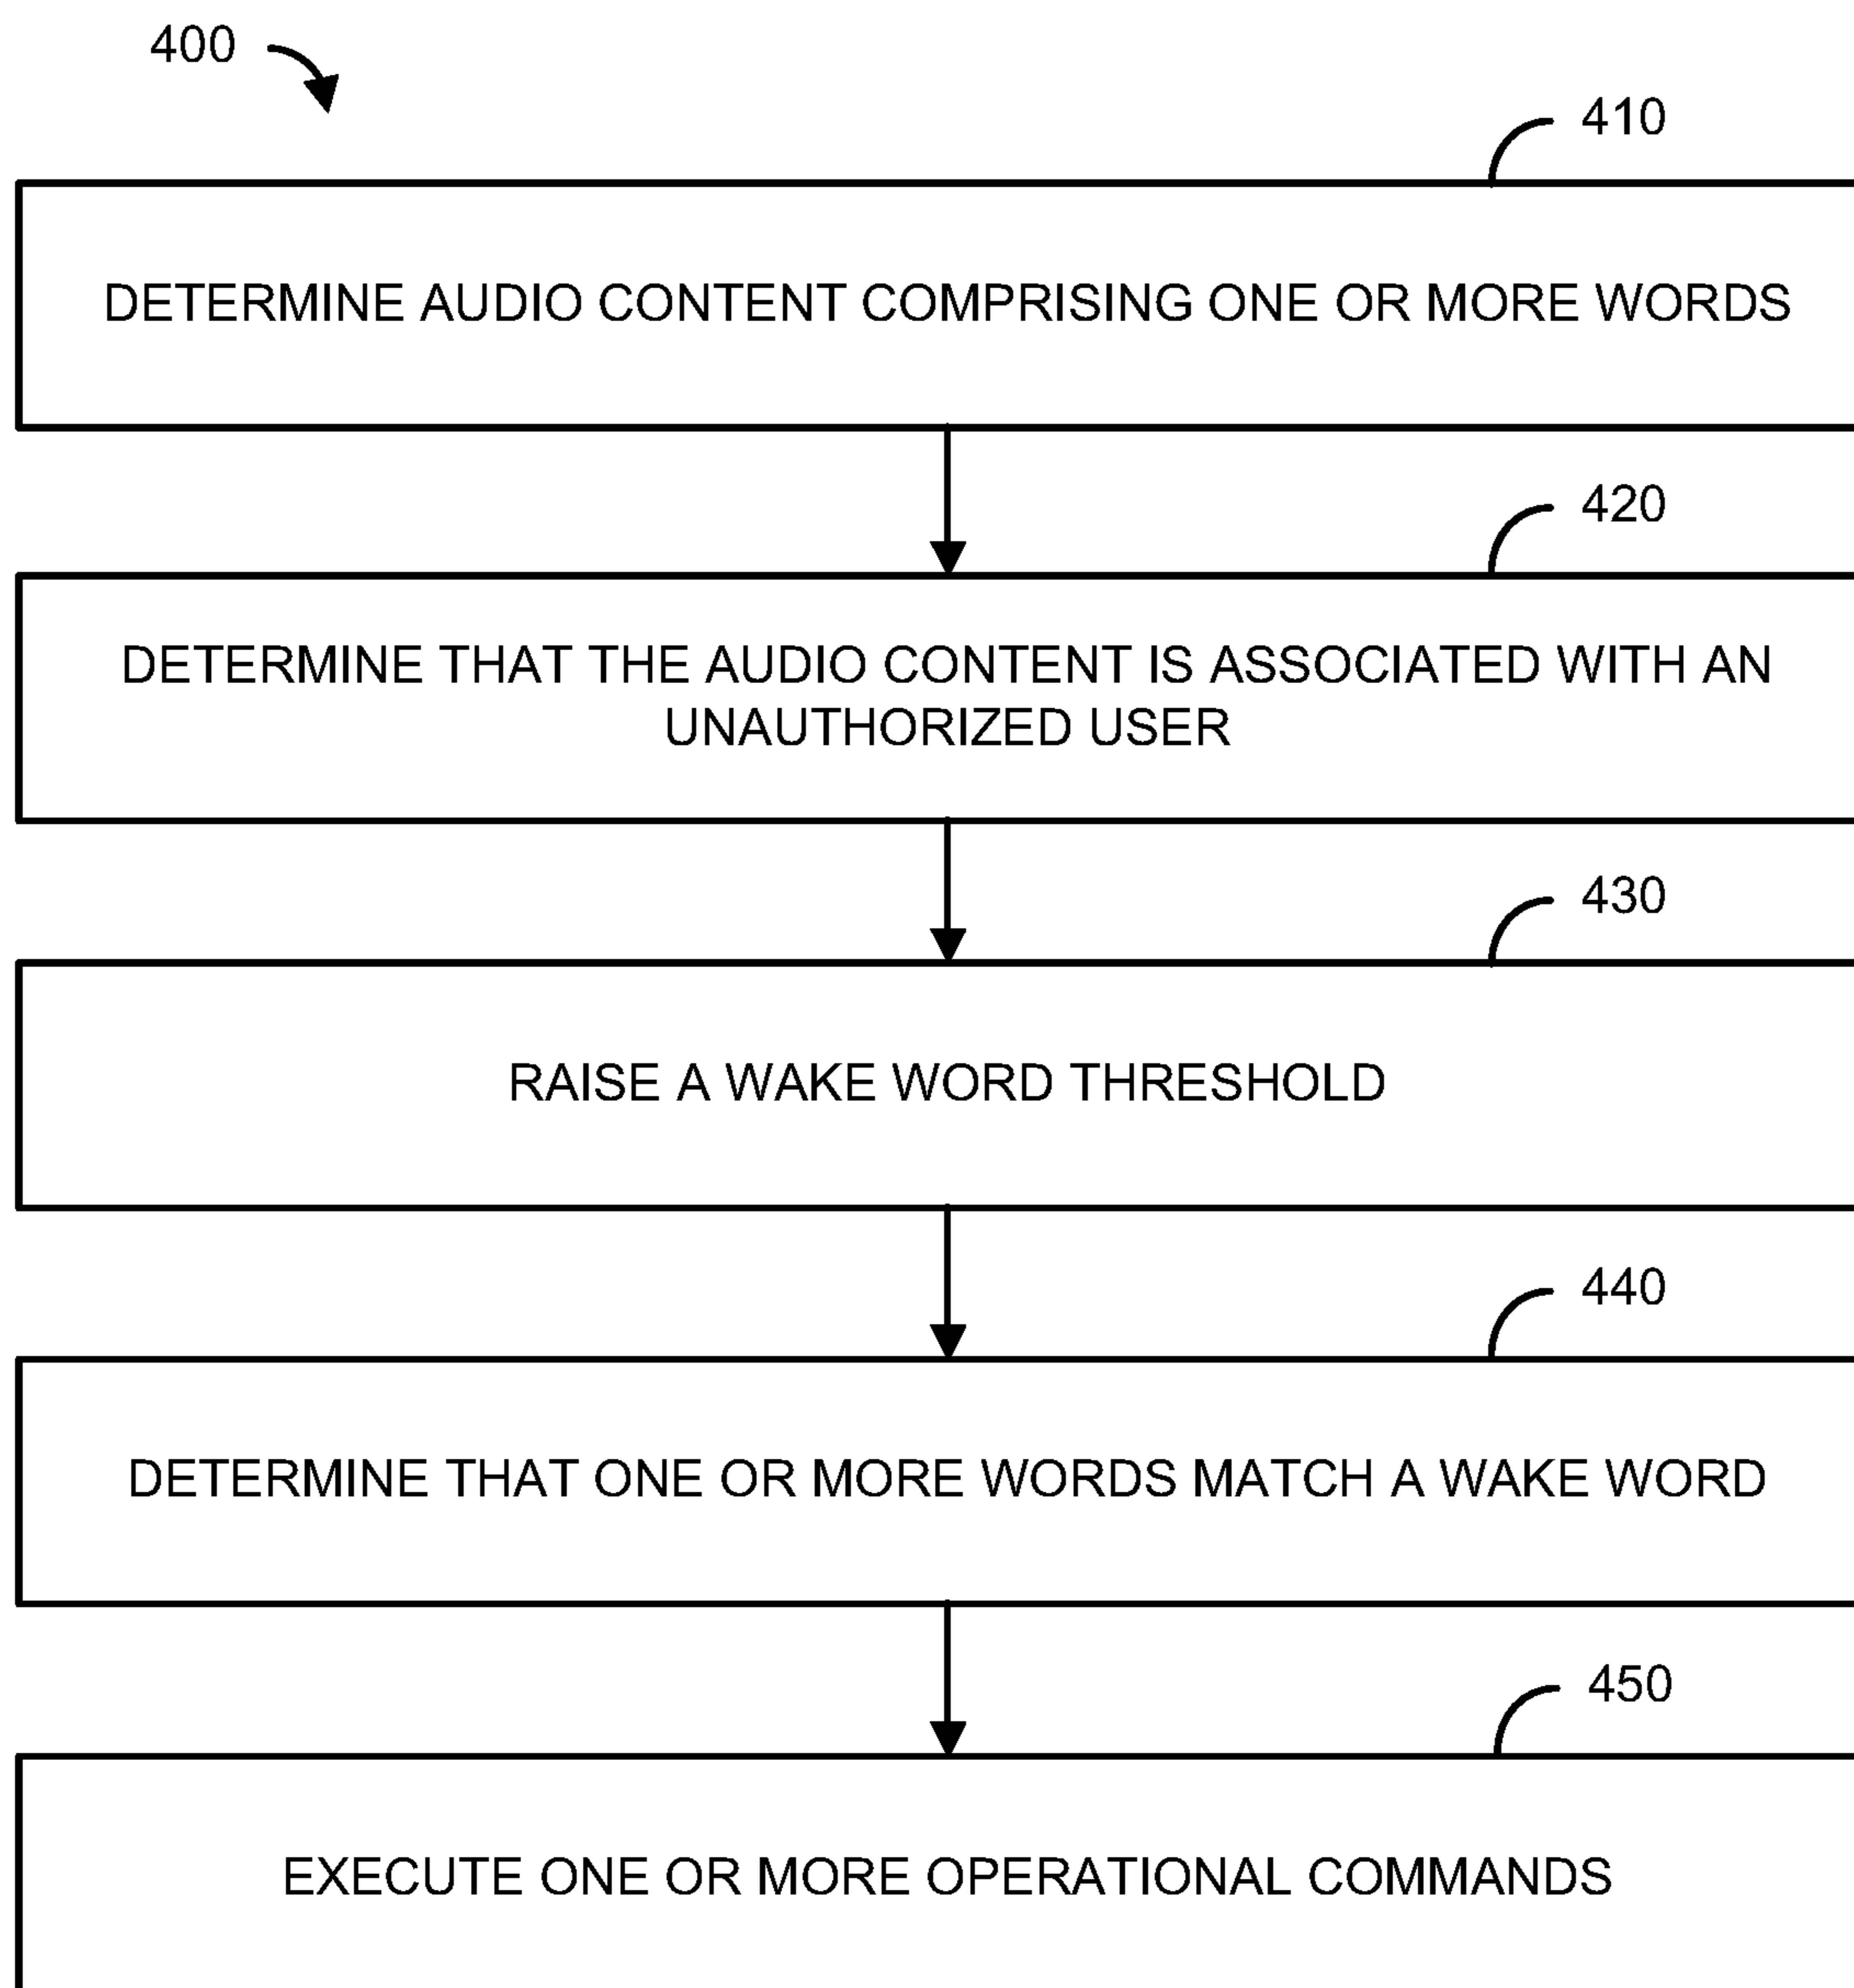 400
410
DETERMINE AUDIO CONTENT COMPRISING ONE OR MORE WORDS
420
DETERMINE THAT THE AUDIO CONTENT IS ASSOCIATED WITH AN
UNAUTHORIZED USER
430
RAISE A WAKE WORD THRESHOLD
440
DETERMINE THAT ONE OR MORE WORDS MATCH A WAKE WORD
450
EXECUTE ONE OR MORE OPERATIONAL COMMANDS